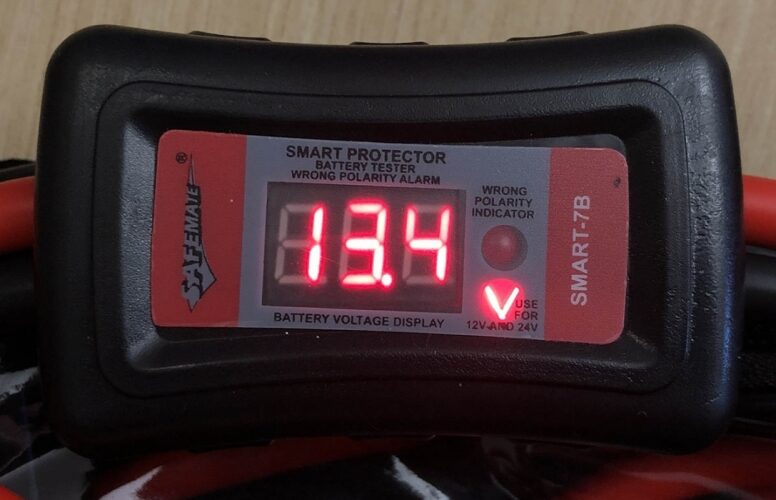 SAFEMATE®
SMART PROTECTOR
BATTERY TESTER
WRONG POLARITY ALARM
13.4
V
BATTERY VOLTAGE DISPLAY
WRONG
POLARITY
INDICATOR
USE
FOR
12V AND 24V
SMART-7B